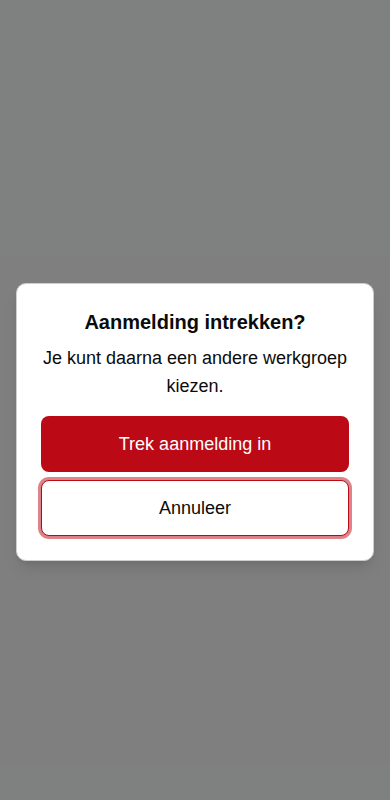 Aanmelding intrekken?
Je kunt daarna een andere werkgroep
kiezen.
Trek aanmelding in
Annuleer